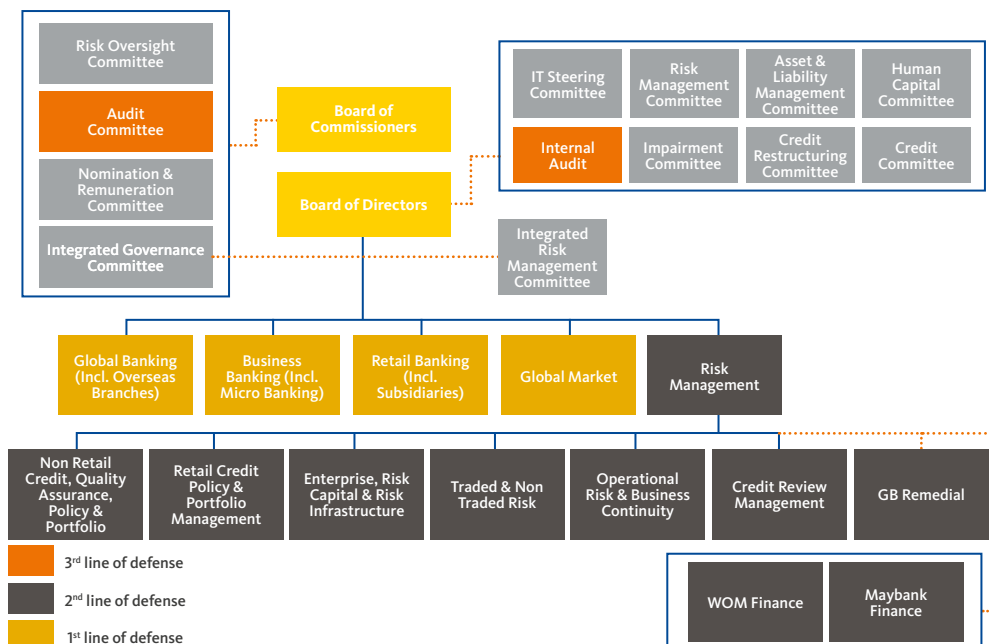 Risk Oversight
Committee
Audit
Committee
Nomination &
Remuneration
Committee
Integrated Governance
Committee
Board of
Commissioners
Board of Directors
IT Steering
Committee
Risk
Management
Committee
Asset &
Liability
Management
Committee
Human
Capital
Committee
Internal
Audit
Impairment
Committee
Credit
Restructuring
Committee
Credit
Committee
Integrated
Risk
Management
Committee
Global Banking
(Incl. Overseas
Branches)
Business
Banking (Incl.
Micro Banking)
Retail Banking
(Incl.
Subsidiaries)
Global Market
Risk
Management
Non Retail
Credit, Quality
Assurance,
Policy &
Portfolio
Retail Credit
Policy &
Portfolio
Management
Enterprise, Risk
Capital & Risk
Infrastructure
Traded & Non
Traded Risk
Operational
Risk & Business
Continuity
Credit Review
Management
GB Remedial
3rd line of defense
2nd line of defense
1st line of defense
WOM Finance
Maybank
Finance